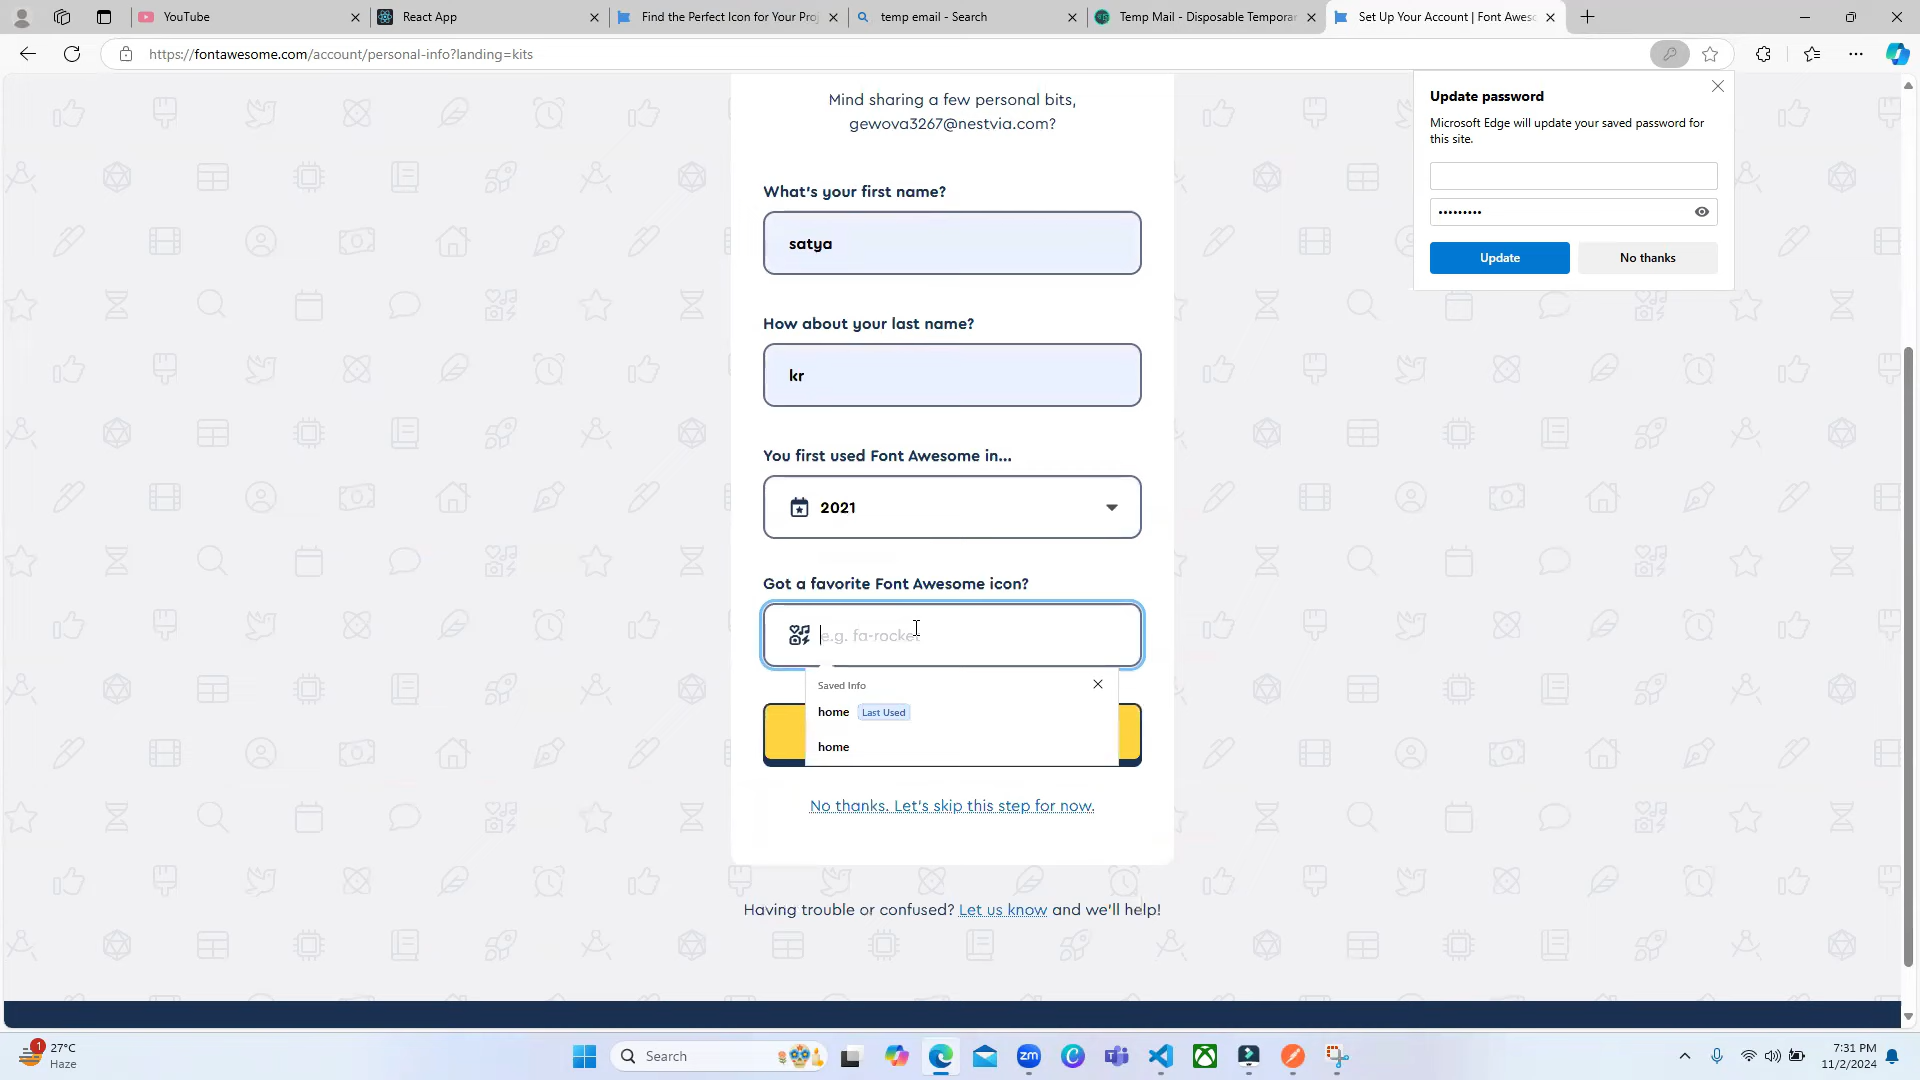 YouTube
React App
Find the Perfect Icon for Your Proj
temp email - Search
Temp Mail - Disposable Temporar
Set Up Your Account | Font Aweso
https://fontawesome.com/account/personal-info?landing=kits
Mind sharing a few personal bits,
gewova3267@nestvia.com?
What's your first name?
satya
How about your last name?
kr
You first used Font Awesome in...
2021
Got a favorite Font Awesome icon?
e.g. fa-rocket
Saved Info
home Last Used
home
No thanks. Let's skip this step for now.
Having trouble or confused? Let us know and we'll help!
Update password
Microsoft Edge will update your saved password for
this site.
•••••••••
Update
No thanks
1
27°C
Haze
Search
zm
7:31 PM
11/2/2024